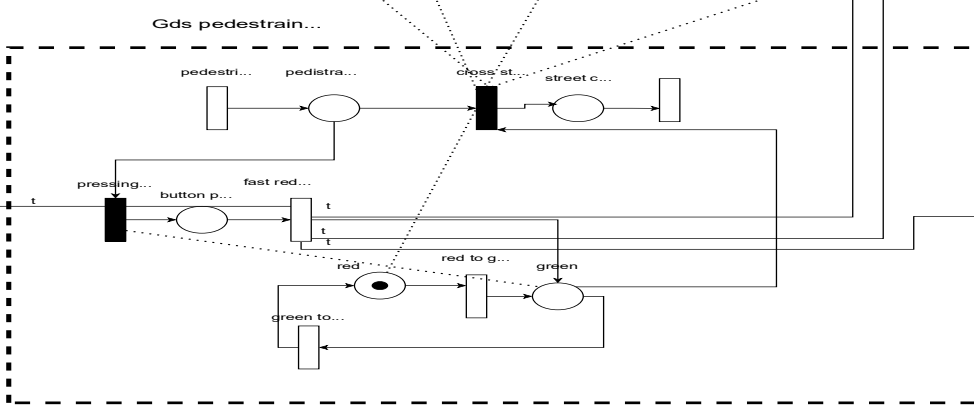 Gds pedestrain...
pedestri...
pedistra...
cross st...
street c...
pressing...
button p...
fast red...
t
t
t
t
red
red to g...
green
green to...